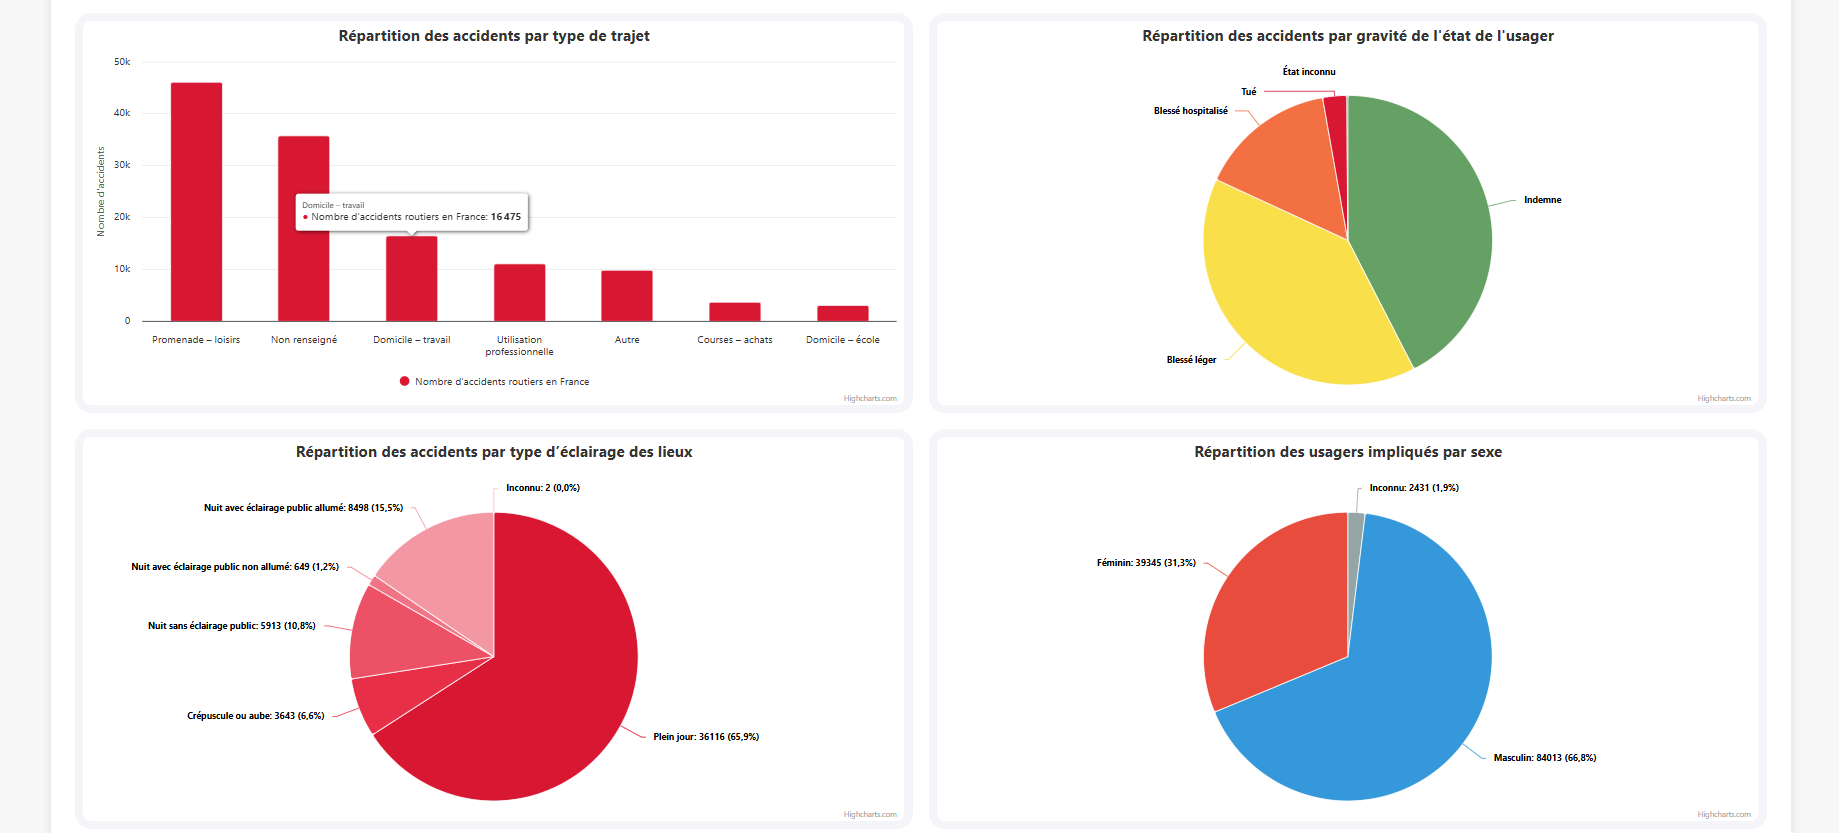 Répartition des accidents par type de trajet
50k
40k
30k
20k
10k
0
Nombre d'accidents
Domicile – travail
● Nombre d'accidents routiers en France: 16 475
Promenade – loisirs
Non renseigné
Domicile – travail
Utilisation
professionnelle
Autre
Courses – achats
Domicile – école
Nombre d'accidents routiers en France
Highcharts.com
Répartition des accidents par gravité de l'état de l'usager
État inconnu
Tué
Blessé hospitalisé
Indemne
Blessé léger
Highcharts.com
Répartition des accidents par type d’éclairage des lieux
Inconnu: 2 (0,0%)
Nuit avec éclairage public allumé: 8498 (15,5%)
Nuit avec éclairage public non allumé: 649 (1,2%)
Nuit sans éclairage public: 5913 (10,8%)
Crépuscule ou aube: 3643 (6,6%)
Plein jour: 36116 (65,9%)
Highcharts.com
Répartition des usagers impliqués par sexe
Inconnu: 2431 (1,9%)
Féminin: 39345 (31,3%)
Masculin: 84013 (66,8%)
Highcharts.com